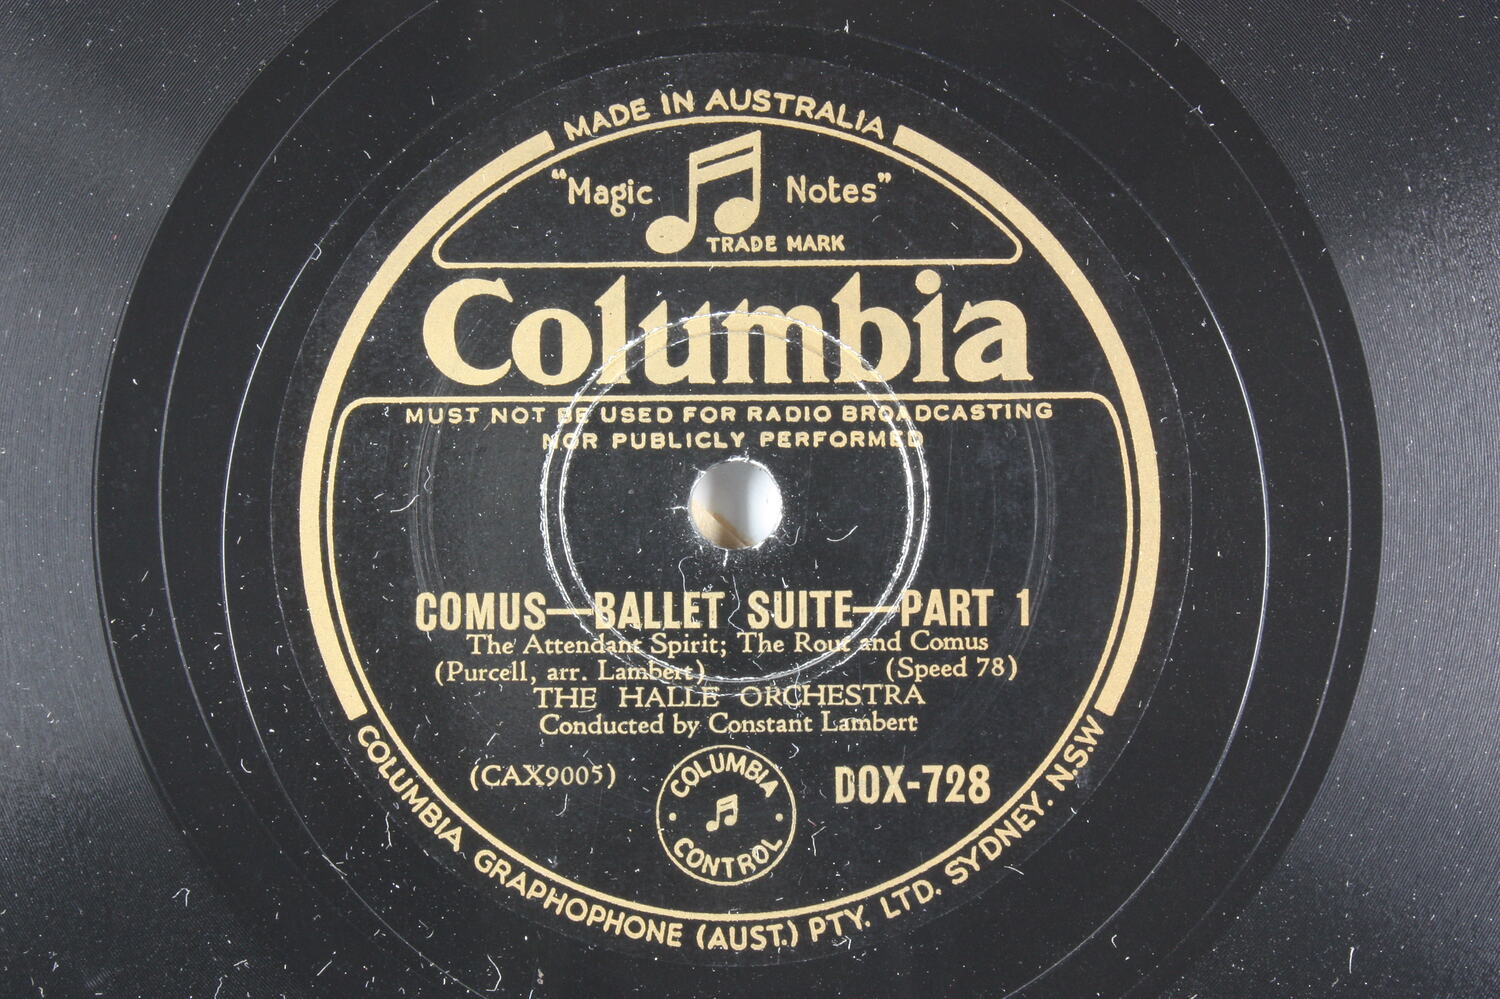 MADE IN AUSTRALIA
"Magic Notes"
TRADE MARK
Columbia
MUST NOT BE USED FOR RADIO BROADCASTING
NOR PUBLICLY PERFORMED
COMUS—BALLET SUITE—PART 1
The Attendant Spirit; The Rout and Comus
(Purcell, arr. Lambert) (Speed 78)
THE HALLE ORCHESTRA
Conducted by Constant Lambert
(CAX9005)
COLUMBIA
CONTROL
DOX-728
COLUMBIA GRAPHOPHONE (AUST.) PTY. LTD. SYDNEY. N.S.W